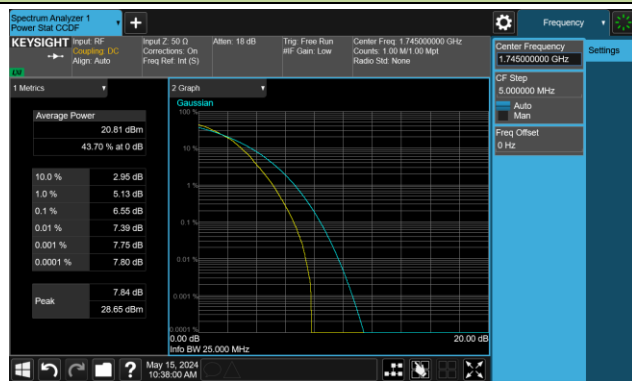 Spectrum Analyzer 1
Power Stat CCDF
Frequency
KEYSIGHT
Input: RF
Coupling: DC
Align: Auto
Input Z: 50 Ω
Corrections: On
Freq Ref: Int (S)
Atten: 18 dB
Trig: Free Run
#IF Gain: Low
Center Freq: 1.745000000 GHz
Counts: 1.00 M/1.00 Mpt
Radio Std: None
LM
Center Frequency
1.745000000 GHz
Settings
CF Step
5.000000 MHz
Auto
Man
Freq Offset
0 Hz
1 Metrics
Average Power
20.81 dBm
43.70 % at 0 dB
10.0 % 2.95 dB
1.0 % 5.13 dB
0.1 % 6.55 dB
0.01 % 7.39 dB
0.001 % 7.75 dB
0.0001 % 7.80 dB
Peak
7.84 dB
28.65 dBm
2 Graph
Gaussian
100 %
10 %
1 %
0.1 %
0.01 %
0.001 %
0.0001 %
0.00 dB 20.00 dB
Info BW 25.000 MHz
?
May 15, 2024
10:38:00 AM